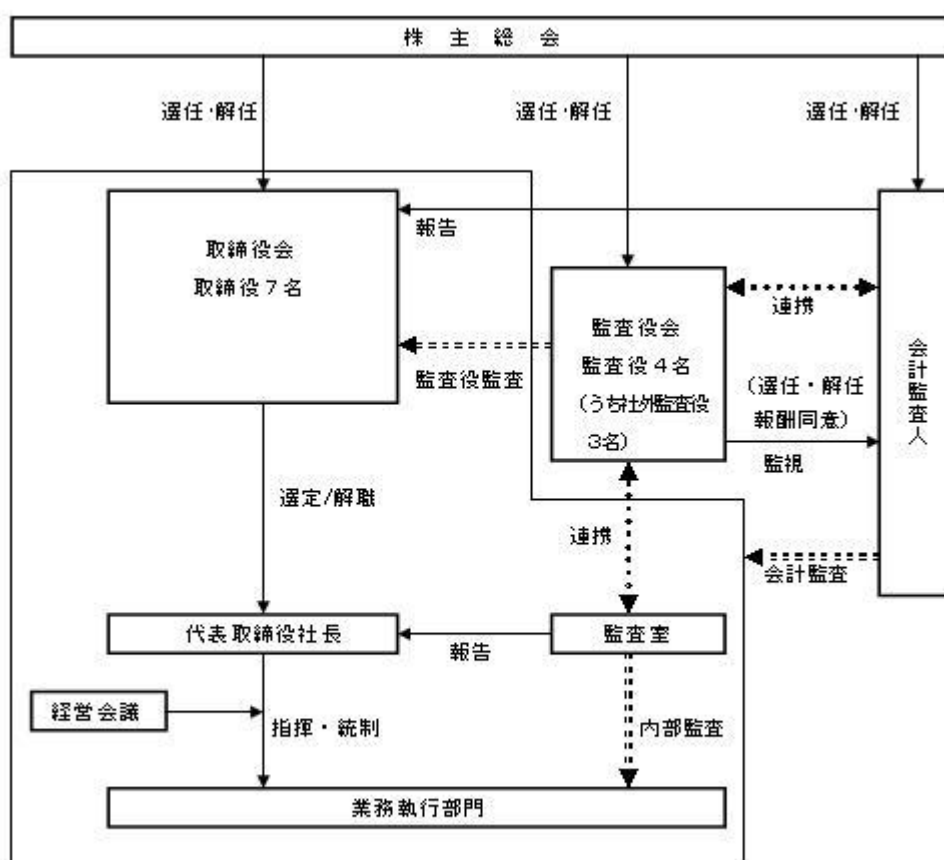 株主総会
選任・解任
選任・解任
選任・解任
取締役会
取締役7名
報告
監査役監査
監査役会
監査役4名
(うち社外監査役
3名)
連携
(選任・解任
報酬同意)
監視
会計監査人
選定/解職
連携
会計監査
代表取締役社長
報告
監査室
経営会議
指揮・統制
内部監査
業務執行部門